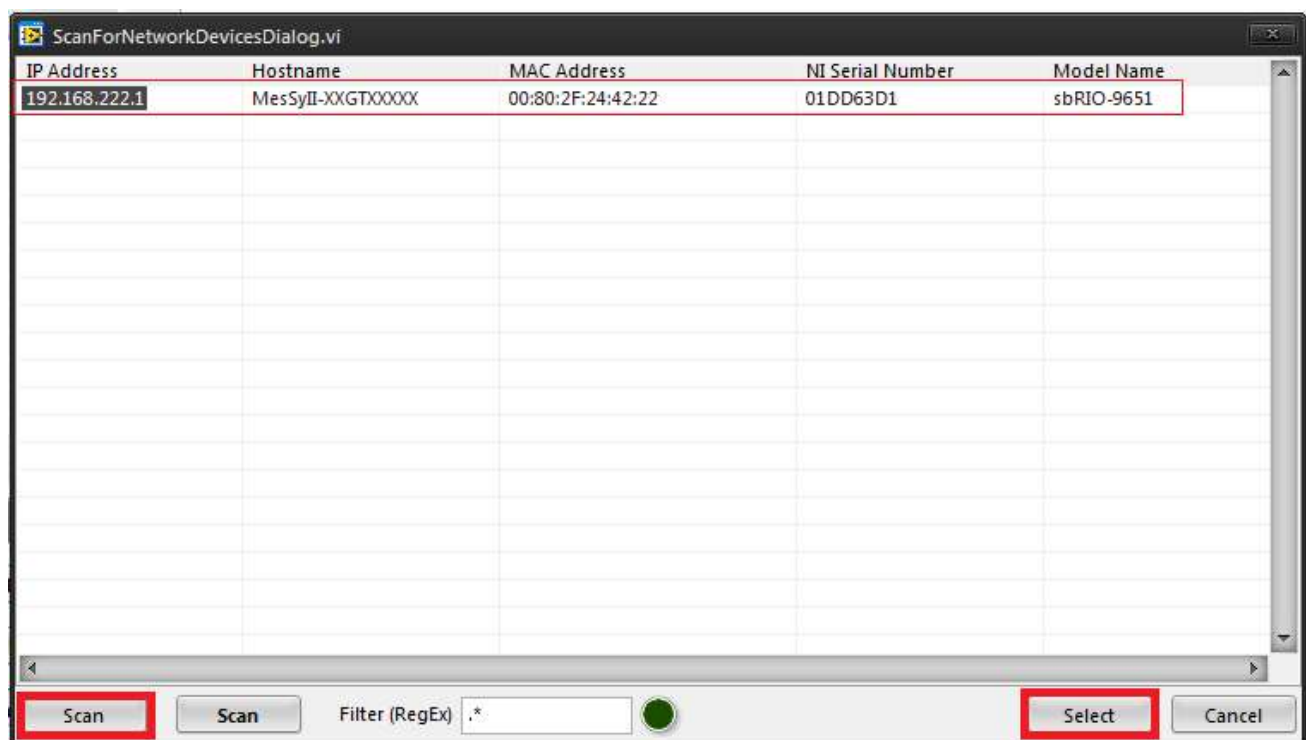 ScanForNetworkDevicesDialog.vi
IP Address Hostname MAC Address NI Serial Number Model Name
192.168.222.1 MesSyII-XXGTXXXXX 00:80:2F:24:42:22 01DD63D1 sbRIO-9651
Scan Scan Filter (RegEx) .* Select Cancel